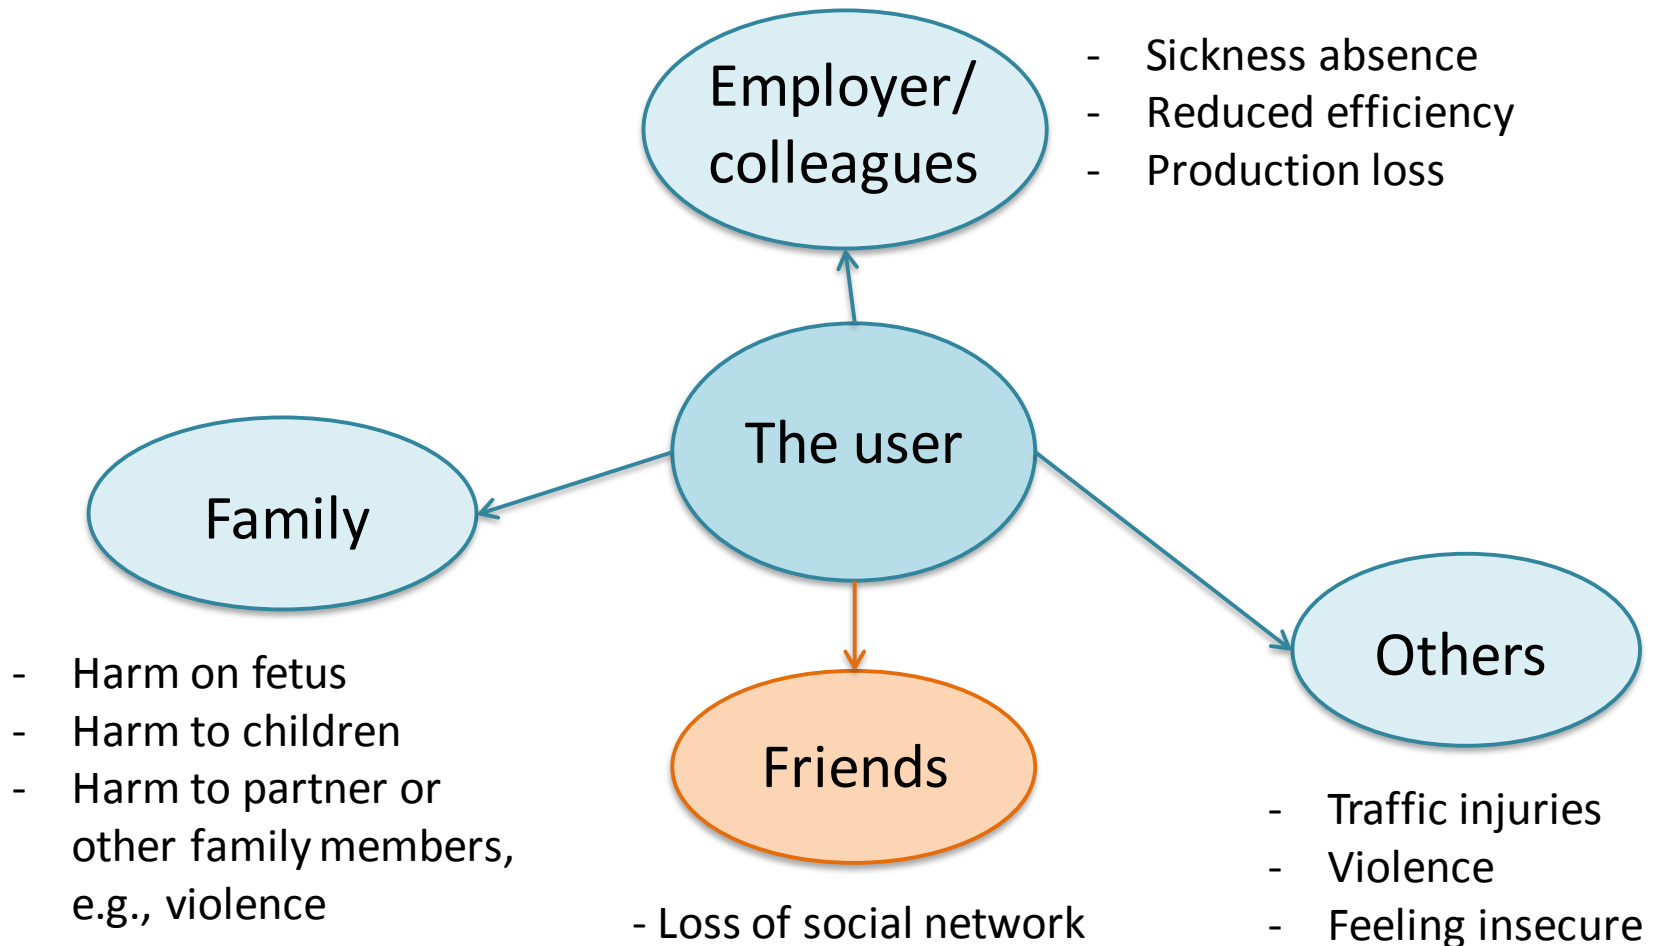 Employer/
colleagues
- Sickness absence
- Reduced efficiency
- Production loss
The user
Family
- Harm on fetus
- Harm to children
- Harm to partner or
other family members,
e.g., violence
Friends
- Loss of social network
Others
- Traffic injuries
- Violence
- Feeling insecure